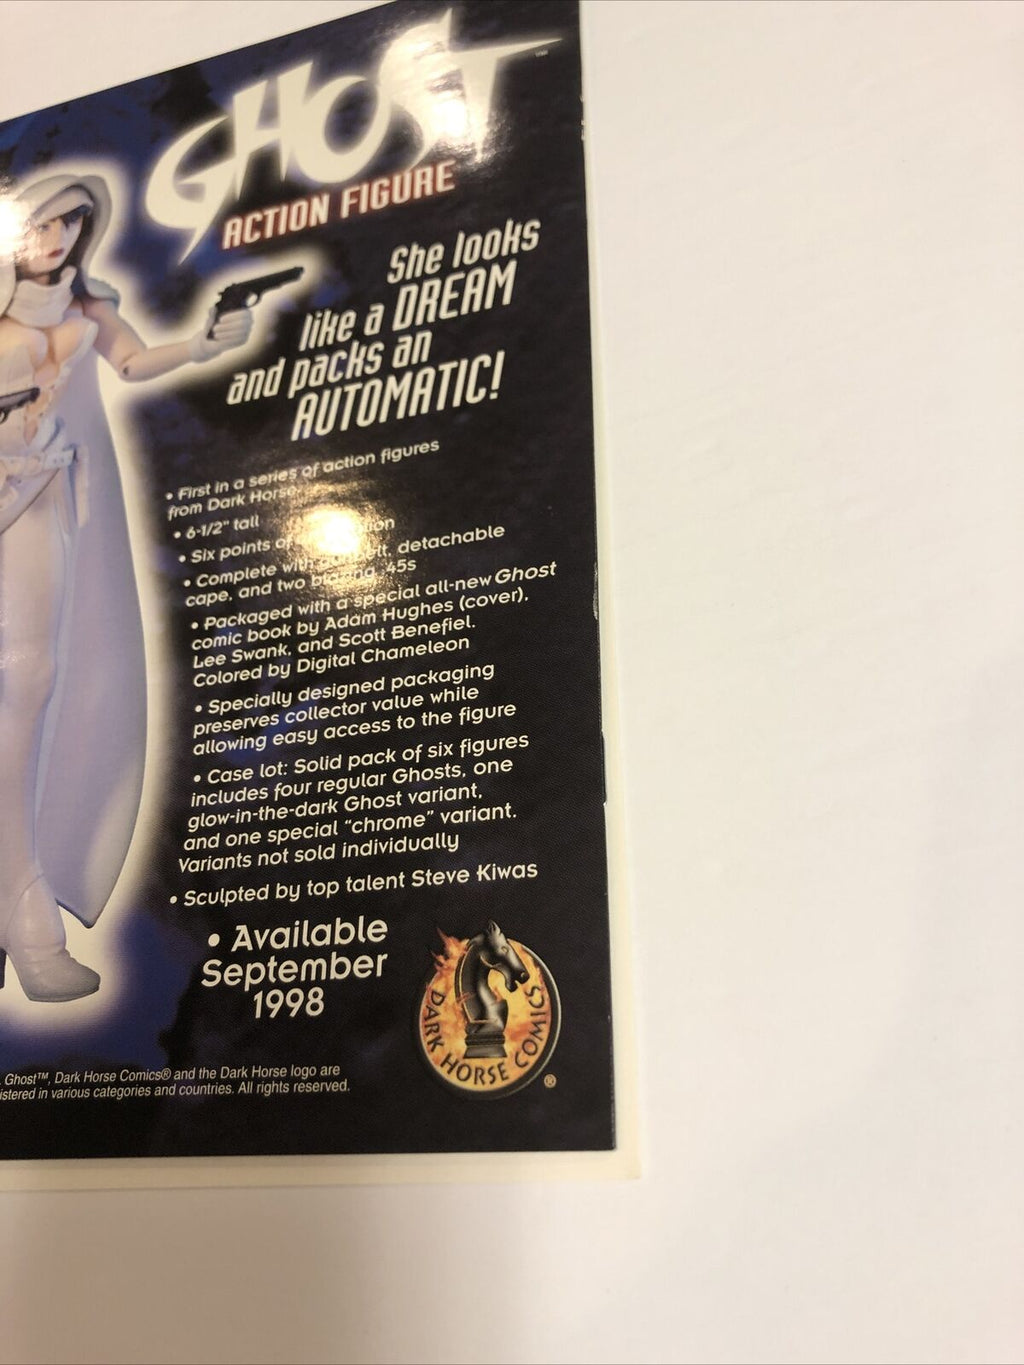 GHOST
ACTION FIGURE
She looks
like a DREAM
and packs an
AUTOMATIC!
• First in a series of action figures
from Dark Horse.
• 6-1/2" tall
• Six points of
• Complete with detachable
cape, and two blazing .45s
• Packaged with a special all-new Ghost
comic book by Adam Hughes (cover),
Lee Swank, and Scott Benefiel.
Colored by Digital Chameleon
• Specially designed packaging
preserves collector value while
allowing easy access to the figure
• Case lot: Solid pack of six figures
includes four regular Ghosts, one
glow-in-the-dark Ghost variant,
and one special “chrome” variant.
Variants not sold individually
• Sculpted by top talent Steve Kiwas
• Available
September
1998
DARK HORSE COMICS
®
. Ghost™, Dark Horse Comics® and the Dark Horse logo are
istered in various categories and countries. All rights reserved.